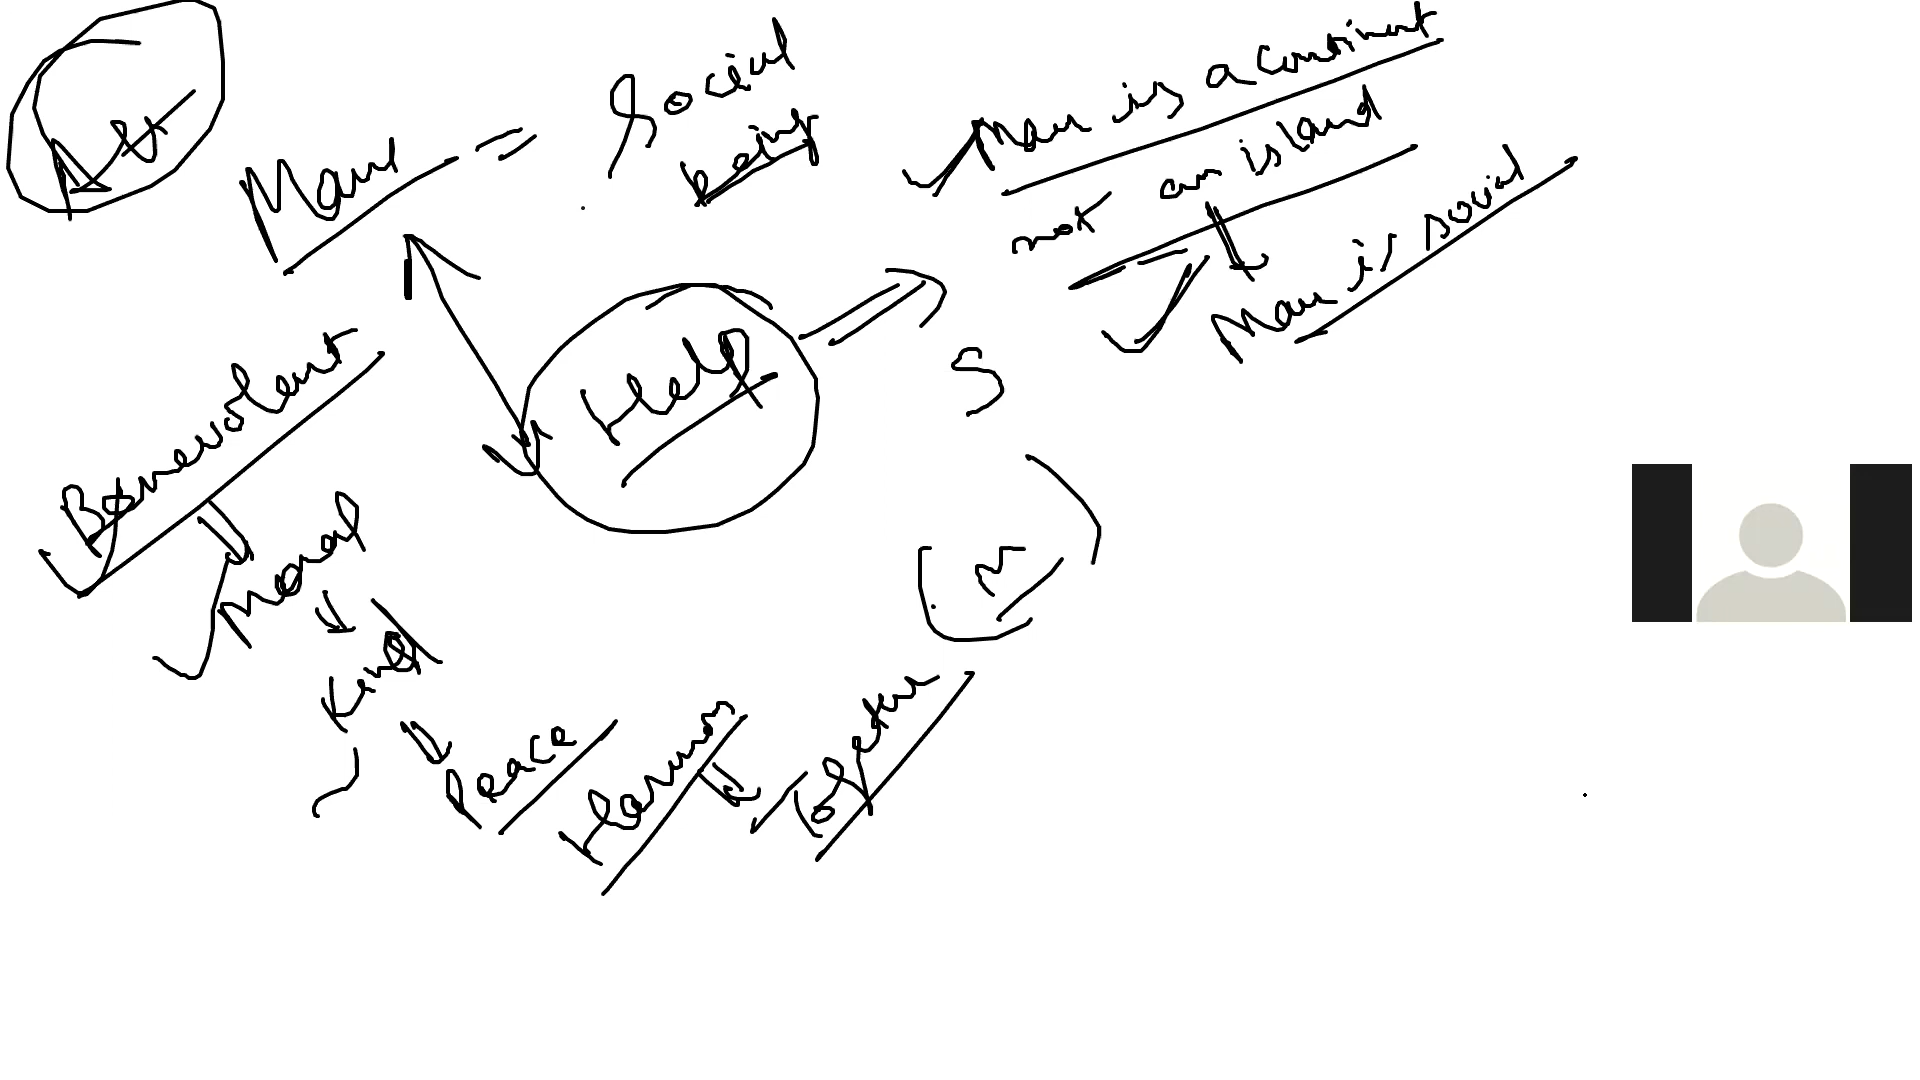 Man = Social
being
Man is a continent
not an island
Man is social
Help
S
Benevolent
Moral
Kind
Peace
Harmony
Together